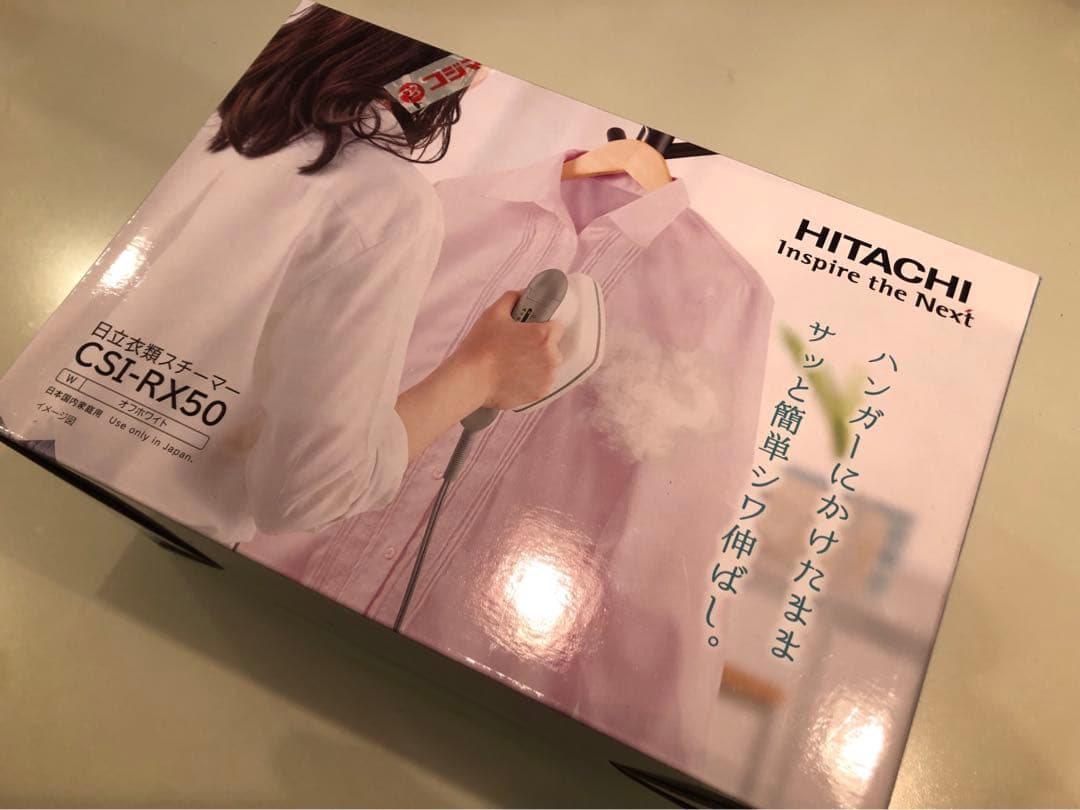 コジマ
HITACHI
Inspire the Next
ハンガーにかけたまま
サッと簡単シワ伸ばし。
日立衣類スチーマー
CSI-RX50
W オフホワイト
日本国内家庭用 Use only in Japan.
イメージ図